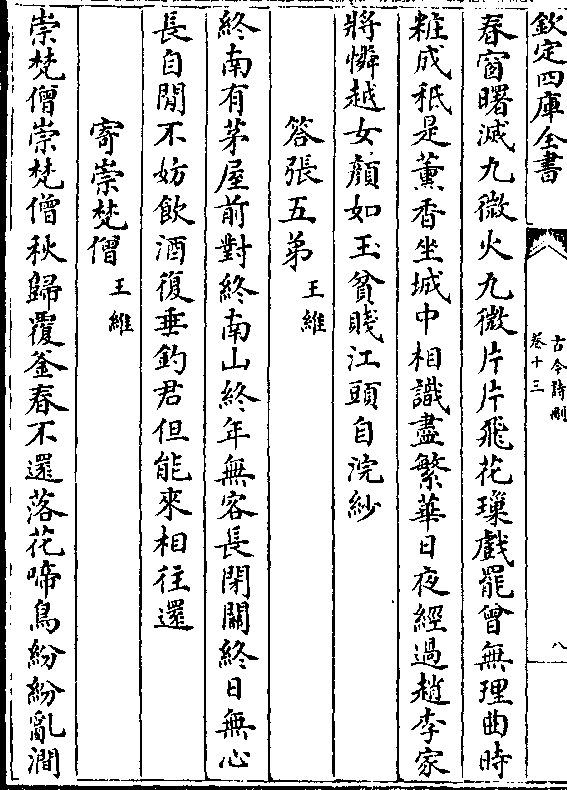 欽定四庫全書
古今詩刪
卷十三
八
春窗曙滅九微火九微片片飛花璅戲罷曾無理曲時
粧成秖是薰香坐城中相識盡繁華日夜經過趙李家
將憐越女顔如玉貧賤江頭自浣紗
答張五弟 王維
終南有茅屋前對終南山終年無客長閉關終日無心
長自閒不妨飲酒復垂釣君但能來相往還
寄崇梵僧 王維
崇梵僧崇梵僧秋歸覆釜春不還落花啼鳥紛紛亂澗